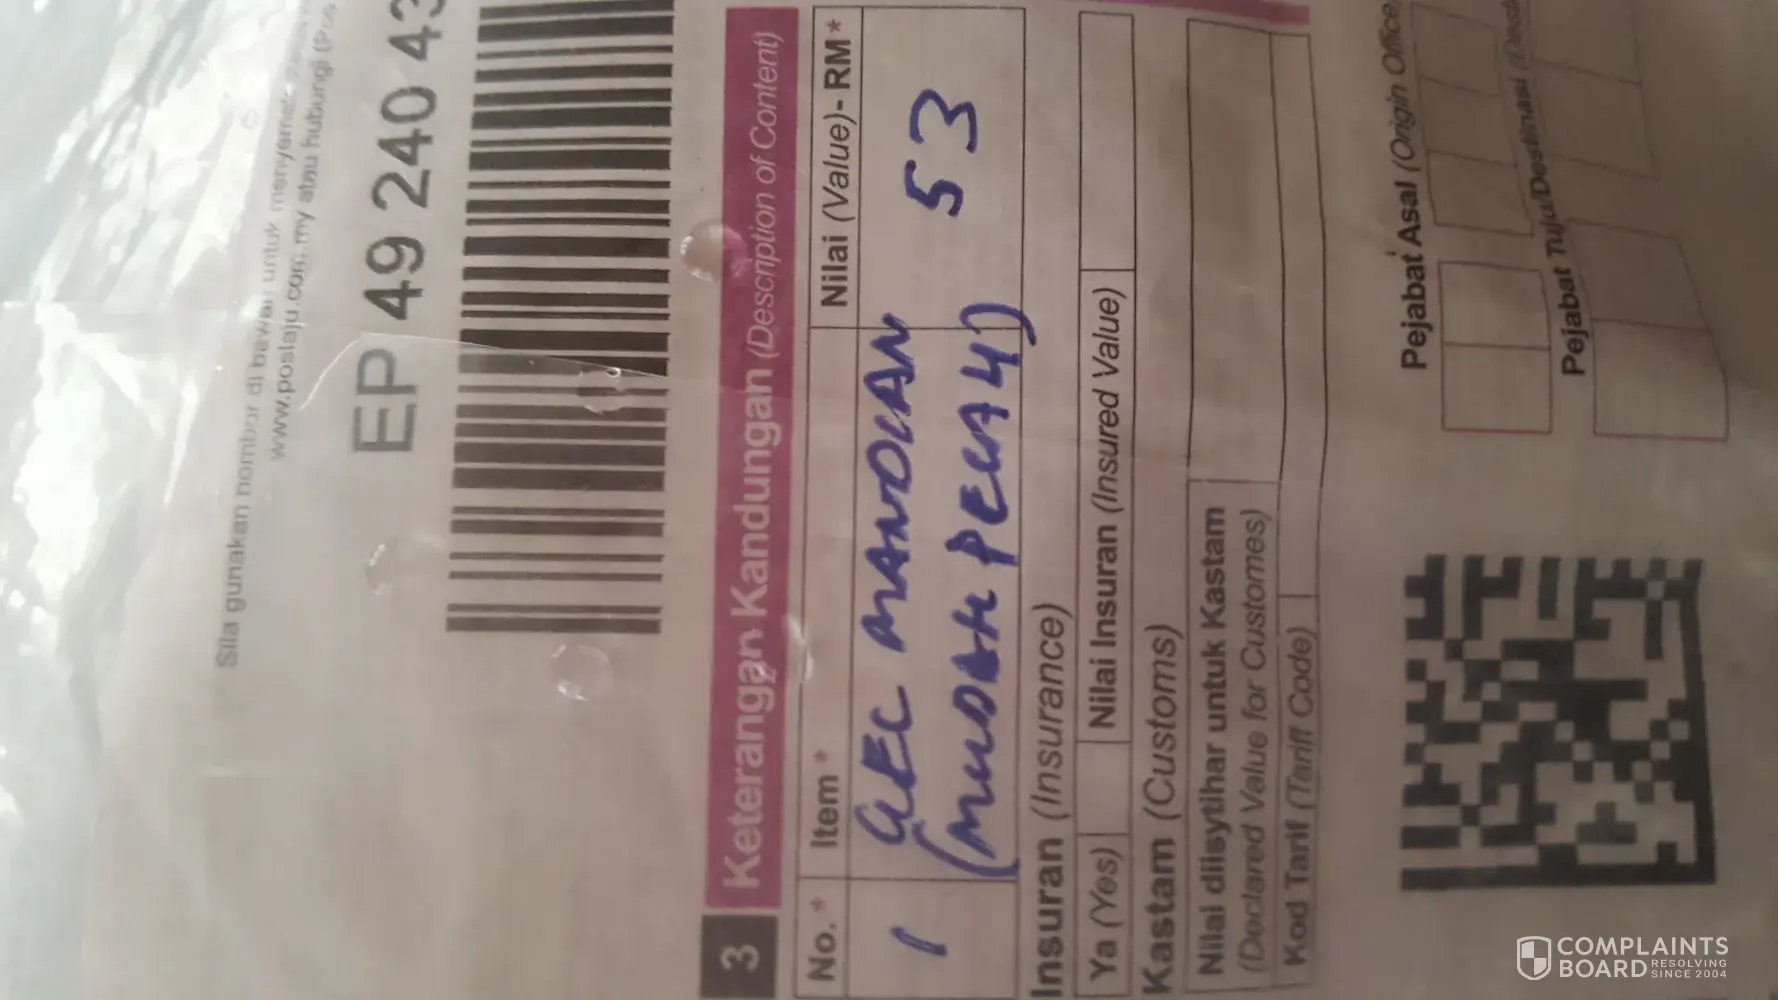 Sila gunakan nombor di bawah untuk
www.poslaju.com.my atau hubungi (Pos
EP 49 240 43
3 Keterangan Kandungan (Description of Content)
No.* Item* Nilai (Value)- RM*
1 GEL MANDIAN 53
(MUDAH PECAH)
Insuran (Insurance)
Ya (Yes) Nilai Insuran (Insured Value)
Kastam (Customs)
Nilai diisytihar untuk Kastam
(Declared Value for Customes)
Kod Tarif (Tariff Code)
Pejabat Asal (Origin Office
Pejabat Tuju/Destinasi
COMPLAINTS
BOARD RESOLVING
SINCE 2004